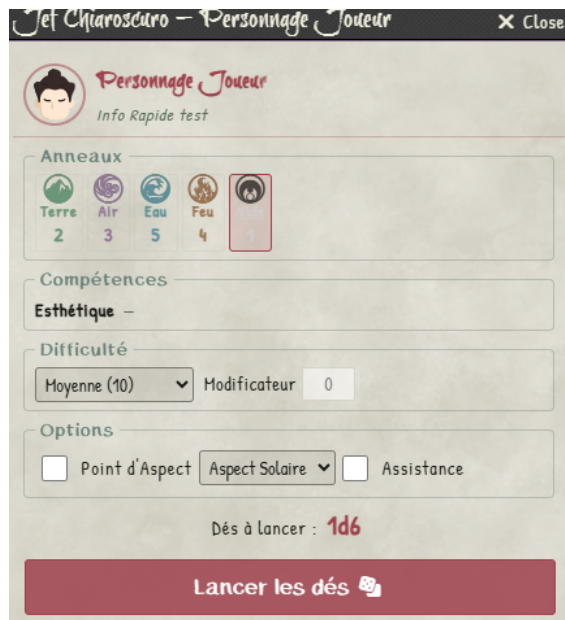 Jet Chiaroscuro — Personnage Joueur
Close
Personnage Joueur
Info Rapide test
Anneaux
Terre Air Eau Feu
2 3 5 4 1
Compétences
Esthétique –
Difficulté
Moyenne (10) Modificateur 0
Options
Point d'Aspect Aspect Solaire Assistance
Dés à lancer : 1d6
Lancer les dés